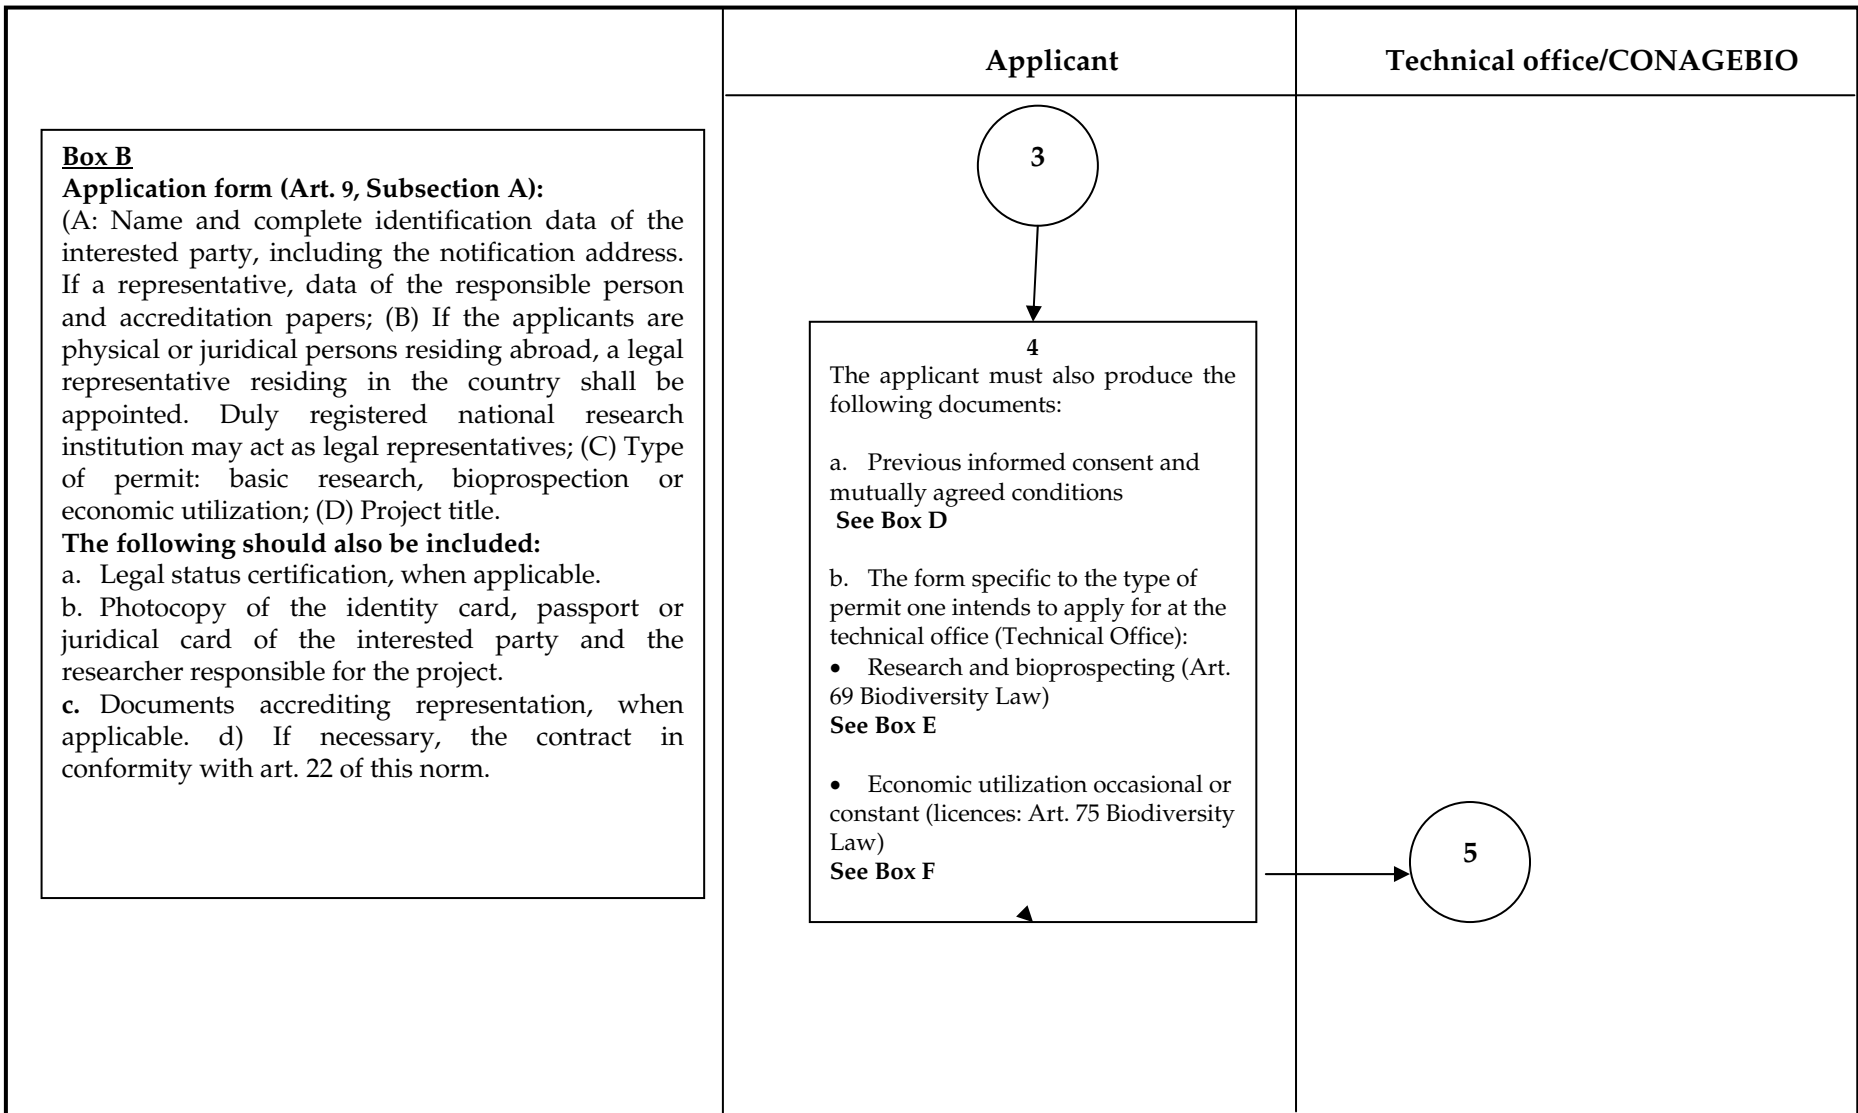 Applicant
Technical office/CONAGEBIO
Box B
Application form (Art. 9, Subsection A):
(A: Name and complete identification data of the
interested party, including the notification address.
If a representative, data of the responsible person
and accreditation papers; (B) If the applicants are
physical or juridical persons residing abroad, a legal
representative residing in the country shall be
appointed. Duly registered national research
institution may act as legal representatives; (C) Type
of permit: basic research, bioprospection or
economic utilization; (D) Project title.
The following should also be included:
a. Legal status certification, when applicable.
b. Photocopy of the identity card, passport or
juridical card of the interested party and the
researcher responsible for the project.
c. Documents accrediting representation, when
applicable. d) If necessary, the contract in
conformity with art. 22 of this norm.
3
4
The applicant must also produce the
following documents:
a. Previous informed consent and
mutually agreed conditions
See Box D
b. The form specific to the type of
permit one intends to apply for at the
technical office (Technical Office):
• Research and bioprospecting (Art.
69 Biodiversity Law)
See Box E
• Economic utilization occasional or
constant (licences: Art. 75 Biodiversity
Law)
See Box F
5